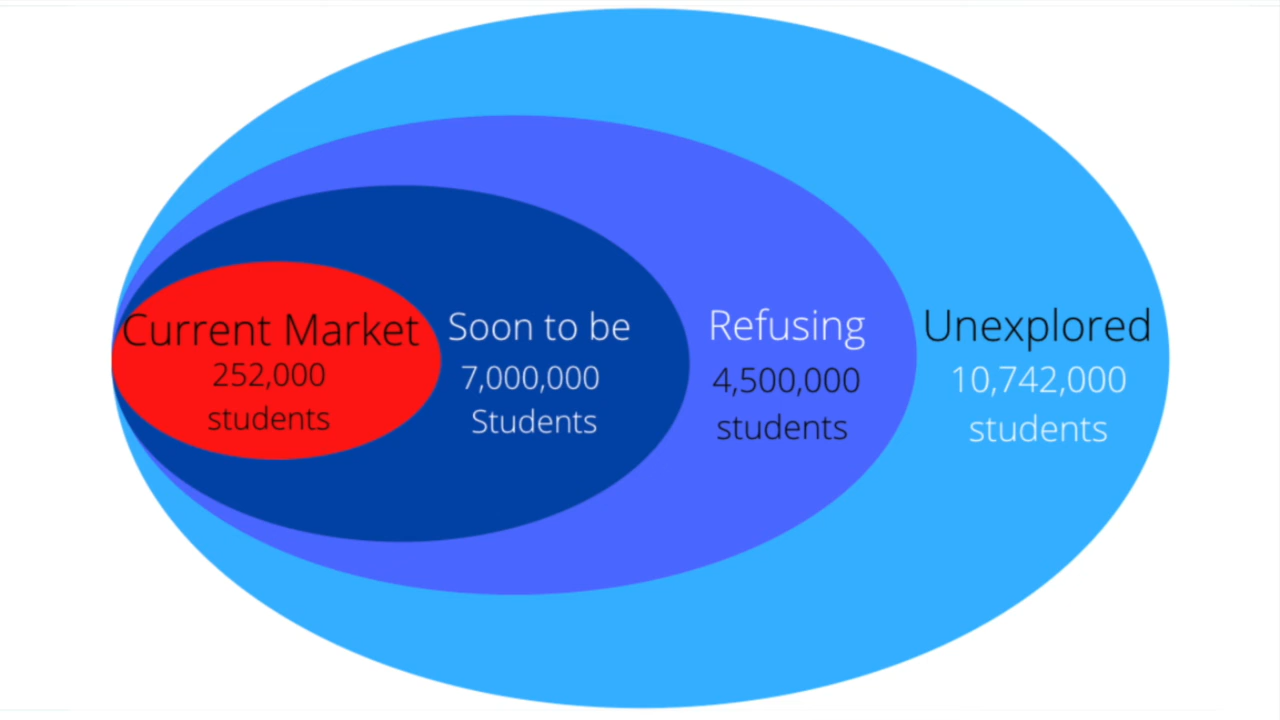 Current Market
252,000
students
Soon to be
7,000,000
Students
Refusing
4,500,000
students
Unexplored
10,742,000
students